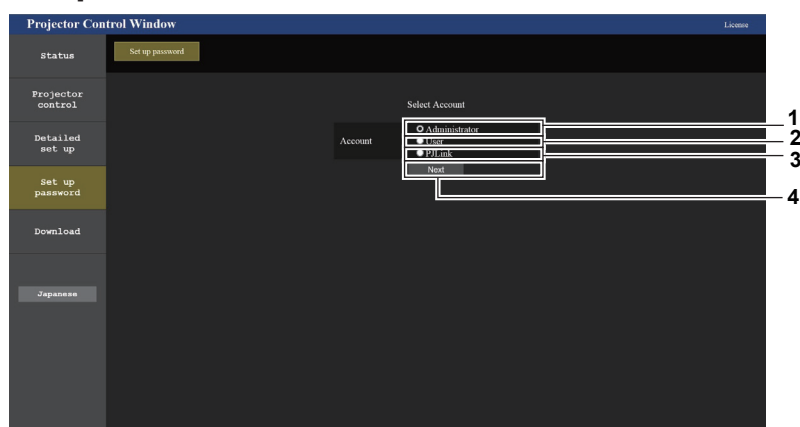 Projector Control Window
License
Status
Set up password
Projector
control
Select Account
1
Administrator
Detailed
set up
Account
User
2
PJLink
3
Next
Set up
password
4
Download
Japanese